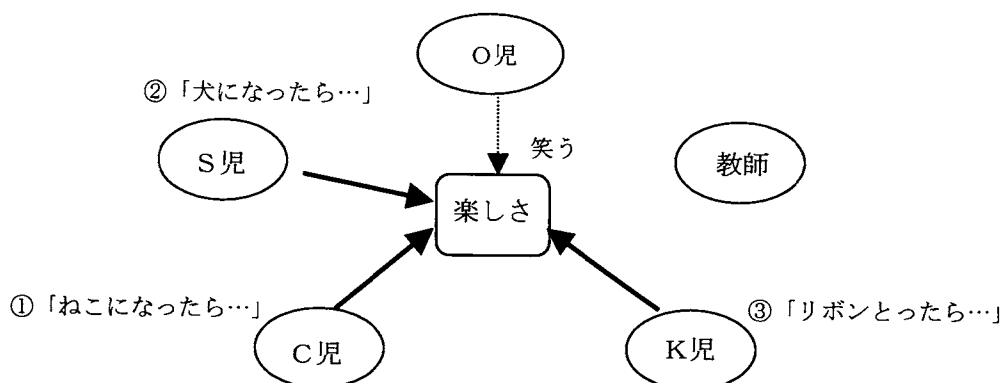 O児
②「犬になったら…」
S児
笑う
教師
楽しさ
①「ねこになったら…」
C児
K児
③「リボンとったら…」